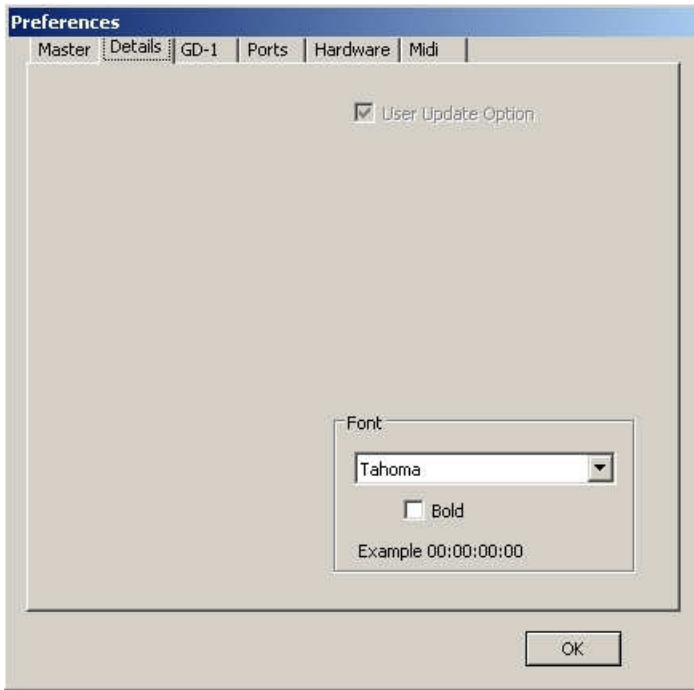 Preferences
Master Details GD-1 Ports Hardware Midi
User Update Option
Font
Tahoma
Bold
Example 00:00:00:00
OK